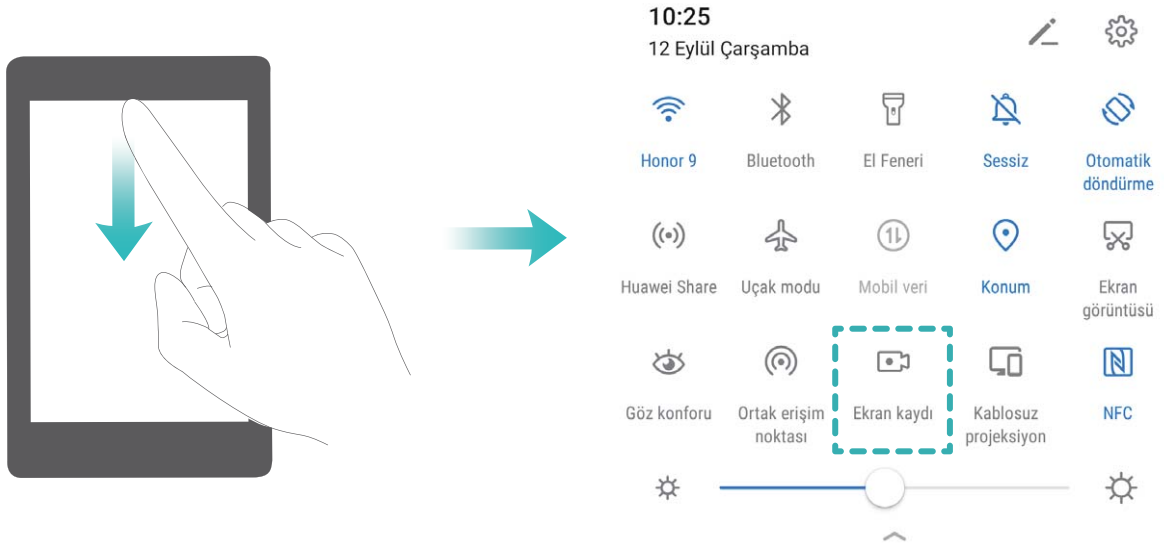 10:25
12 Eylül Çarşamba
Honor 9
Bluetooth
El Feneri
Sessiz
Otomatik
döndürme
Huawei Share
Uçak modu
Mobil veri
Konum
Ekran
görüntüsü
Göz konforu
Ortak erişim
noktası
Ekran kaydı
Kablosuz
projeksiyon
NFC